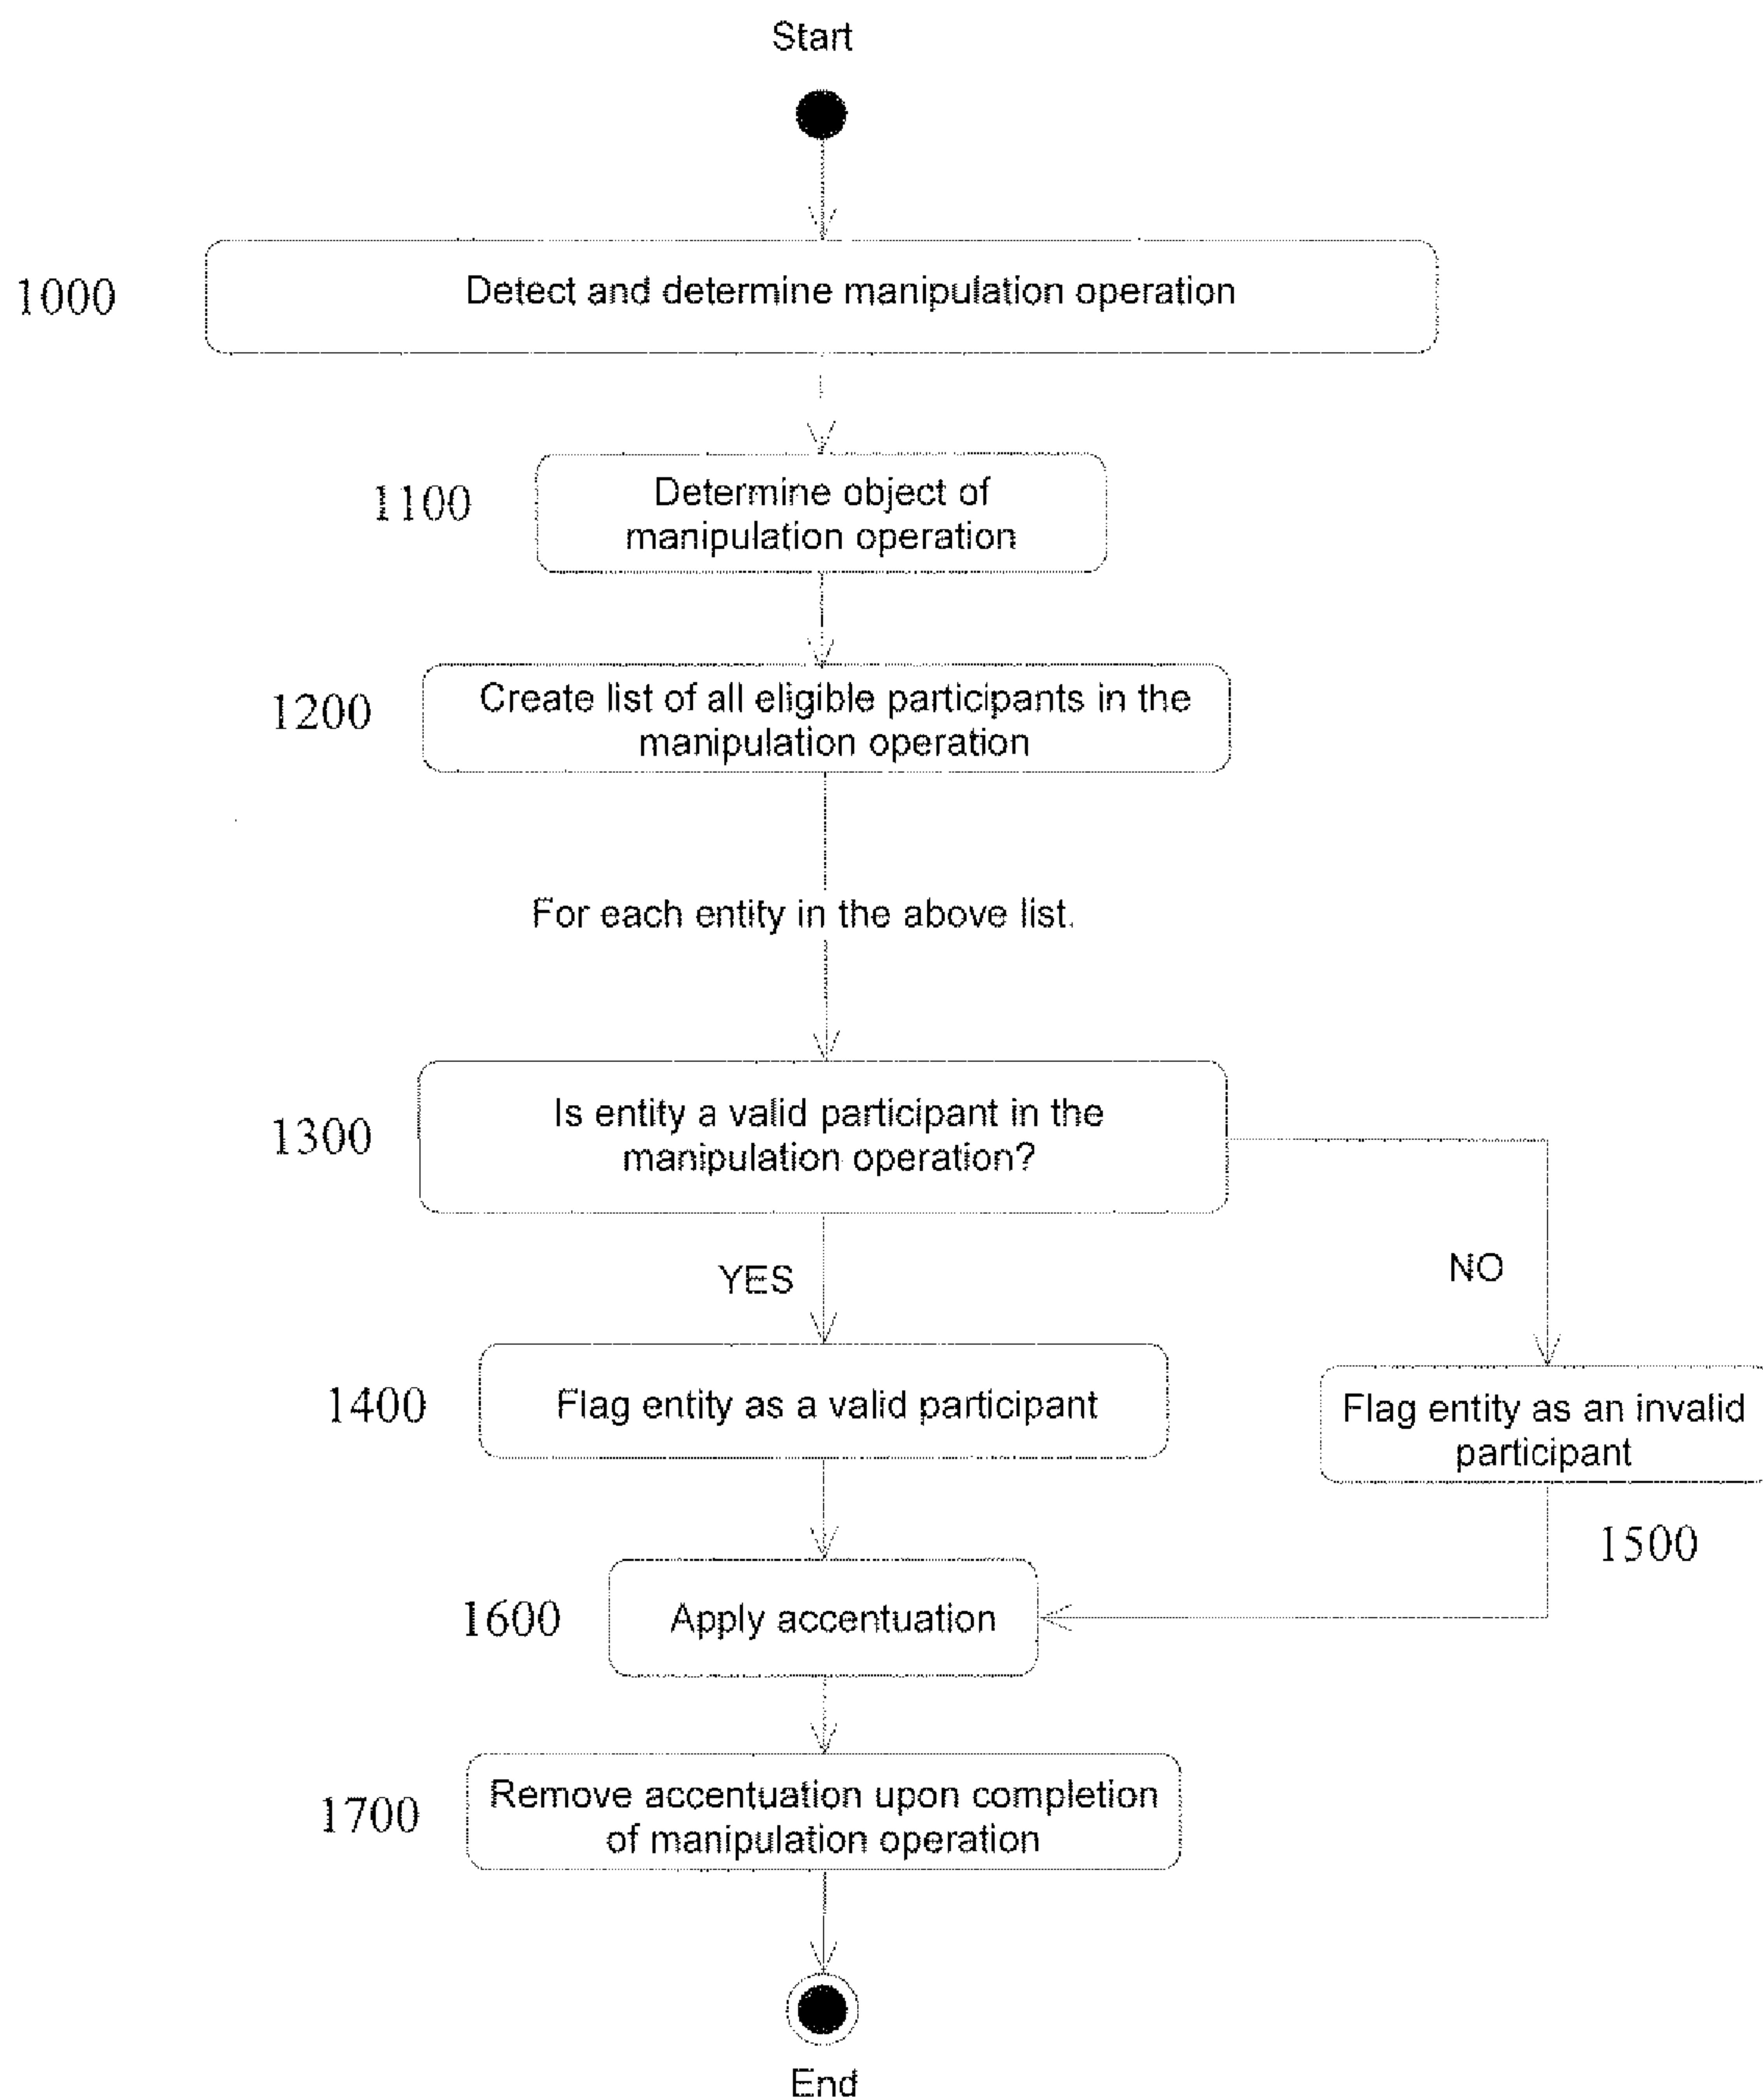 Start
1000
Detect and determine manipulation operation
1100
Determine object of
manipulation operation
1200
Create list of all eligible participants in the
manipulation operation
For each entity in the above list.
1300
Is entity a valid participant in the
manipulation operation?
YES
NO
1400
Flag entity as a valid participant
Flag entity as an invalid
participant
1500
1600
Apply accentuation
1700
Remove accentuation upon completion
of manipulation operation
End